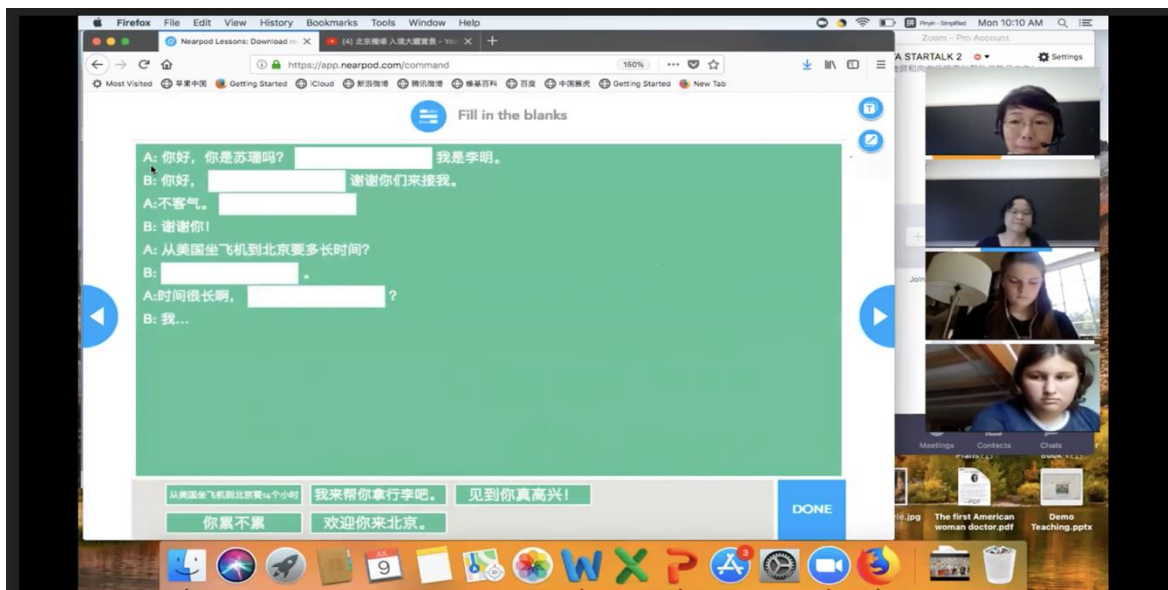 Firefox File Edit View History Bookmarks Tools Window Help
Pinyin - Simplified Mon 10:10 AM
Nearpod Lessons: Download
Zoom – Pro Account
STARTALK 2
Settings
https://app.nearpod.com/command
150%
Most Visited 苹果中国 Getting Started iCloud 新浪微博 腾讯微博 维基百科 百度 中国雅虎 Getting Started New Tab
Fill in the blanks
A: 你好，你是苏珊吗？ 我是李明。
B: 你好， 谢谢你们来接我。
A:不客气。
B: 谢谢你！
A: 从美国坐飞机到北京要多长时间？
B: 。
A:时间很长啊， ？
B: 我...
Join
Meetings Contacts Chats
从美国坐飞机到北京要14个小时 我来帮你拿行李吧。 见到你真高兴！
你累不累 欢迎你来北京。
DONE
The first American woman doctor.pdf
Demo Teaching.pptx
JUL
9
3